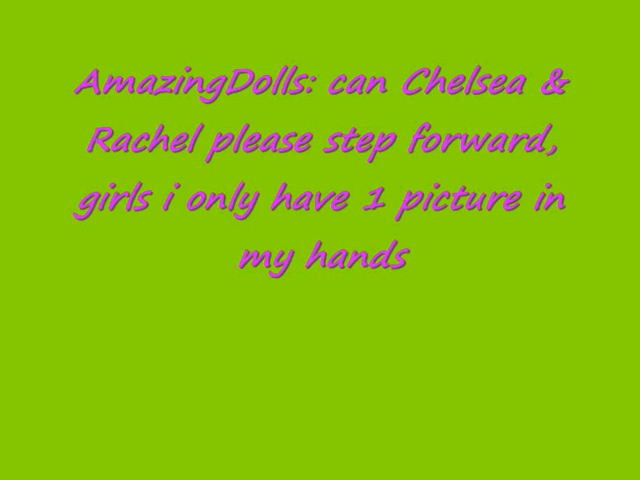 AmazingDolls: can Chelsea &
Rachel please step forward,
girls i only have 1 picture in
my hands